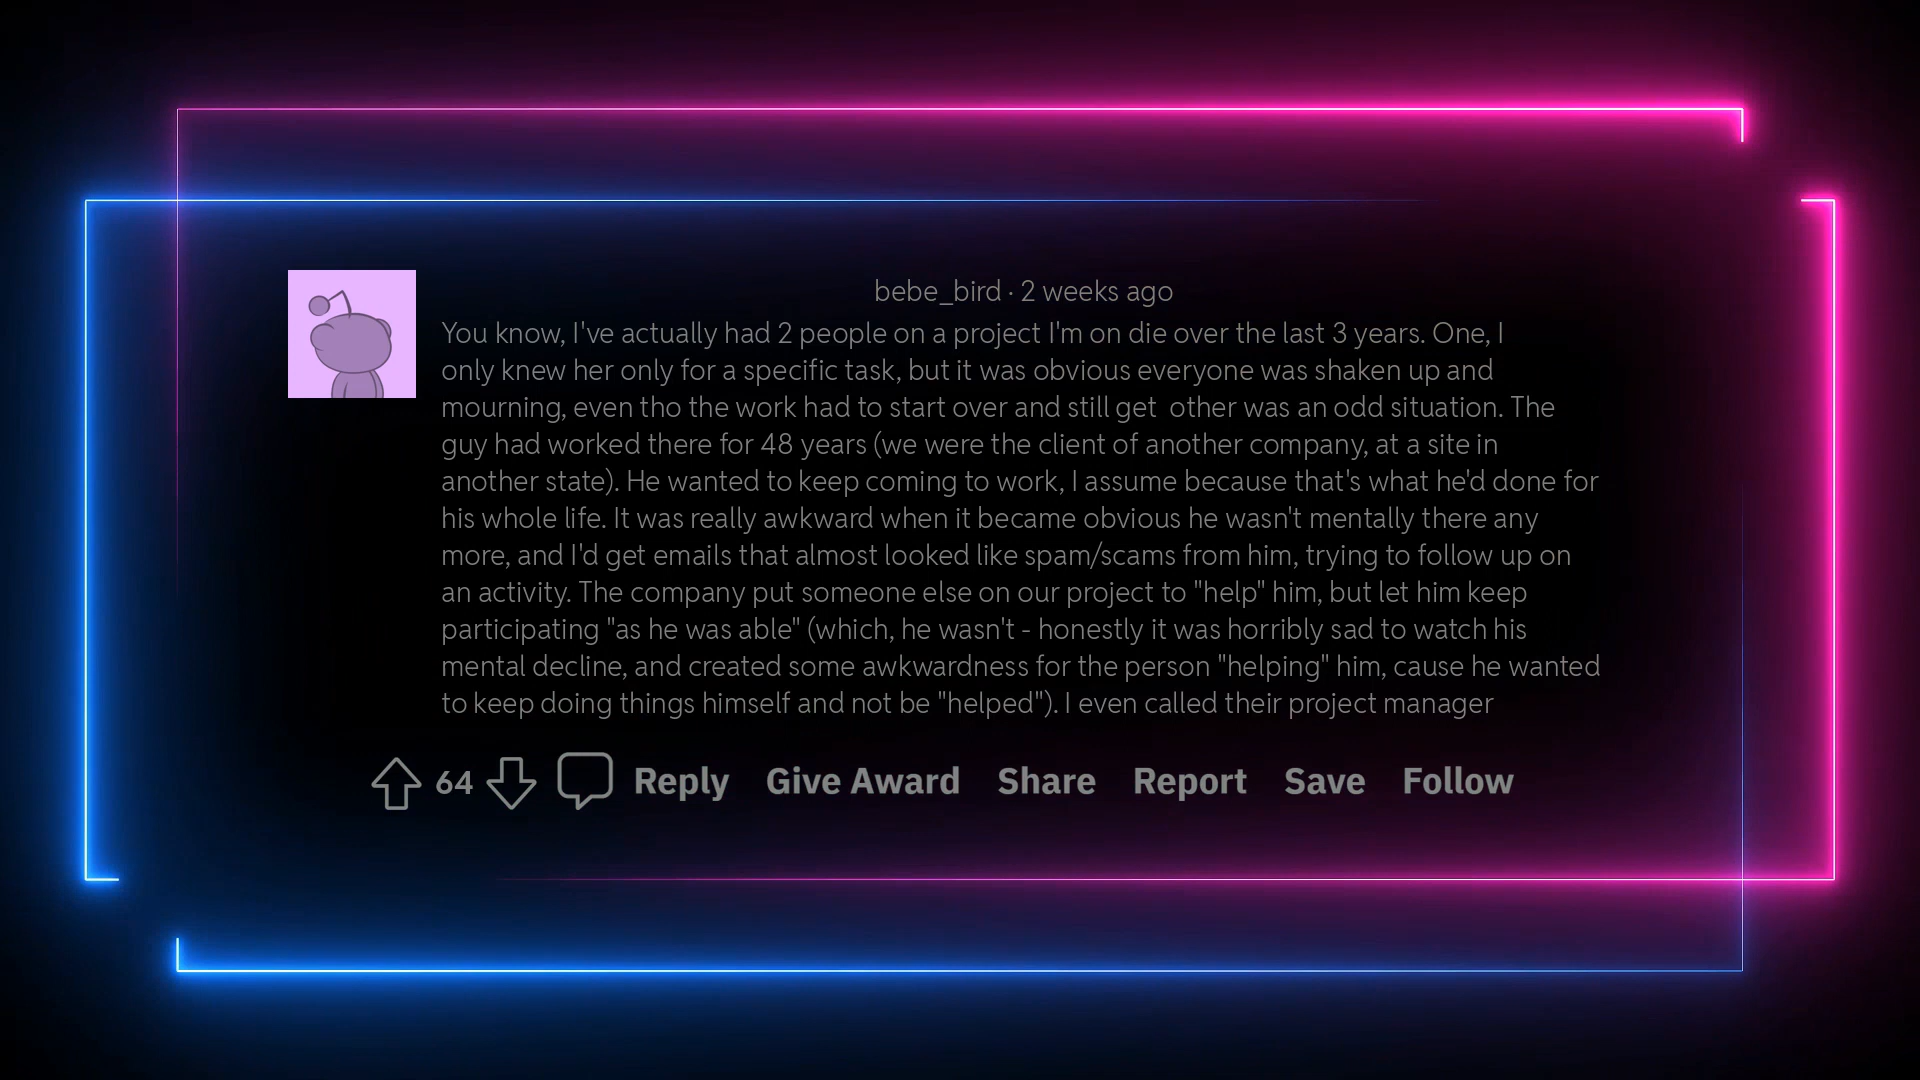 bebe_bird · 2 weeks ago
You know, I've actually had 2 people on a project I'm on die over the last 3 years. One, I
only knew her only for a specific task, but it was obvious everyone was shaken up and
mourning, even tho the work had to start over and still get  other was an odd situation. The
guy had worked there for 48 years (we were the client of another company, at a site in
another state). He wanted to keep coming to work, I assume because that's what he'd done for
his whole life. It was really awkward when it became obvious he wasn't mentally there any
more, and I'd get emails that almost looked like spam/scams from him, trying to follow up on
an activity. The company put someone else on our project to "help" him, but let him keep
participating "as he was able" (which, he wasn't - honestly it was horribly sad to watch his
mental decline, and created some awkwardness for the person "helping" him, cause he wanted
to keep doing things himself and not be "helped"). I even called their project manager
64 Reply Give Award Share Report Save Follow